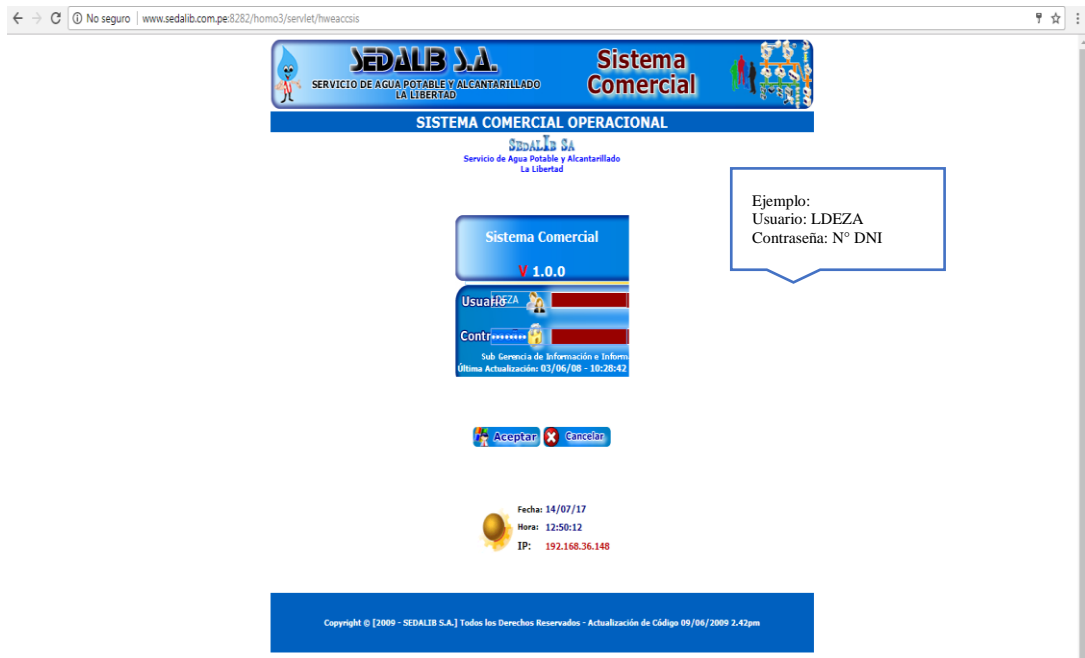 No seguro | www.sedalib.com.pe:8282/homo3/servlet/hweaccsis
SEDALIB S.A.
SERVICIO DE AGUA POTABLE Y ALCANTARILLADO
LA LIBERTAD
Sistema
Comercial
SISTEMA COMERCIAL OPERACIONAL
SEDALIB SA
Servicio de Agua Potable y Alcantarillado
La Libertad
Ejemplo:
Usuario: LDEZA
Contraseña: N° DNI
Sistema Comercial
V 1.0.0
Usuario LDEZA
Contr
Sub Gerencia de Información e Inform
Última Actualización: 03/06/08 - 10:28:42
Aceptar Cancelar
Fecha: 14/07/17
Hora: 12:50:12
IP: 192.168.36.148
Copyright © [2009 - SEDALIB S.A.] Todos los Derechos Reservados - Actualización de Código 09/06/2009 2.42pm